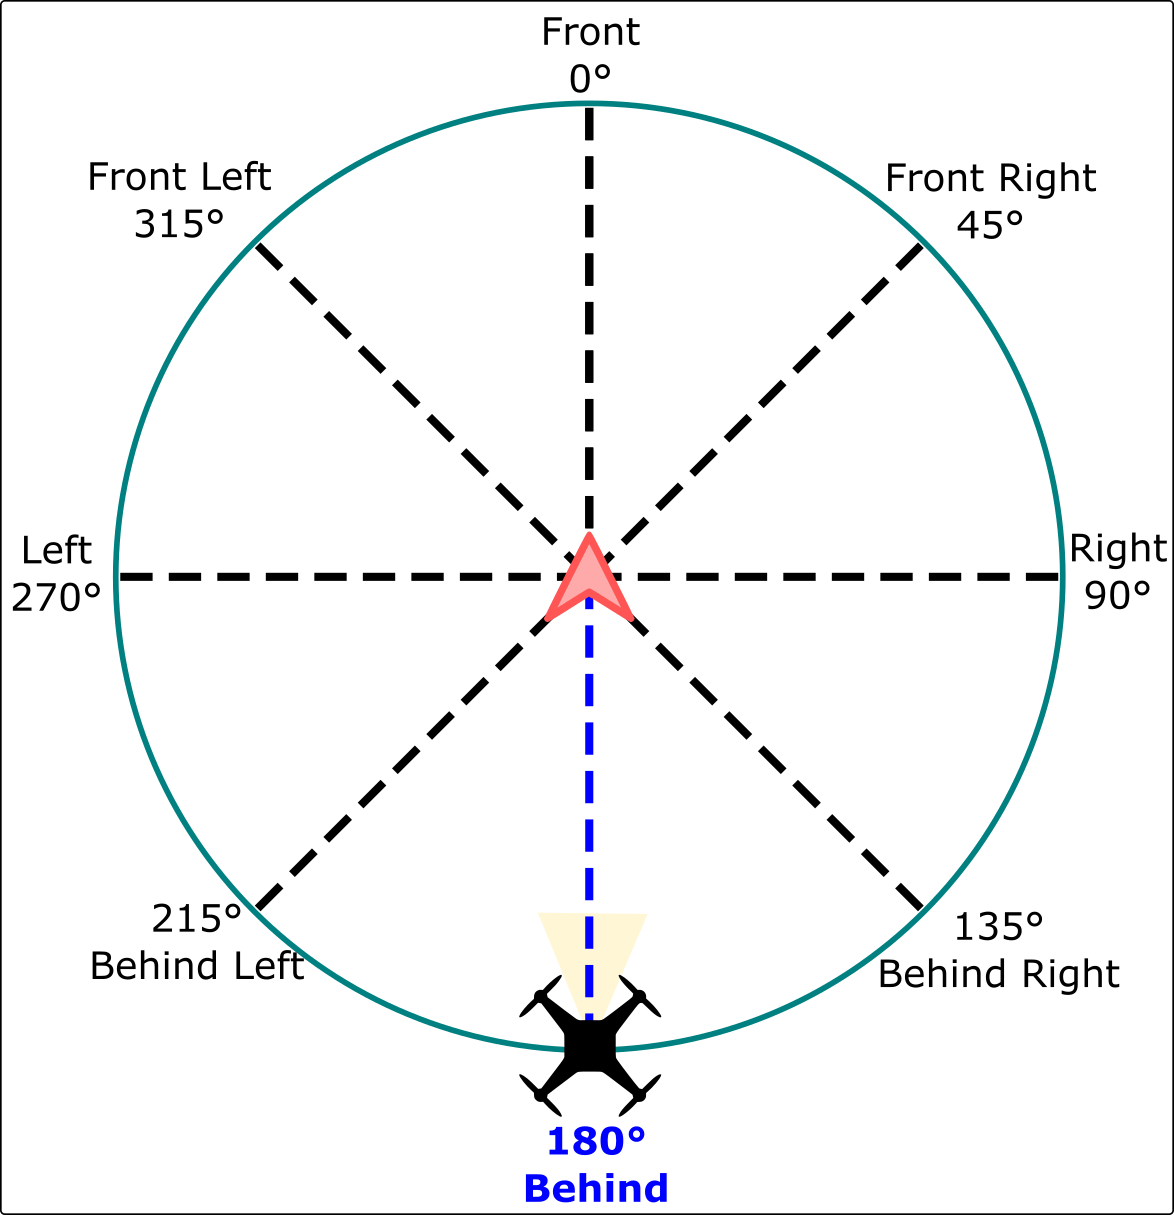 Front
0°
Front Left
315°
Front Right
45°
Left
270°
Right
90°
215°
Behind Left
135°
Behind Right
180°
Behind